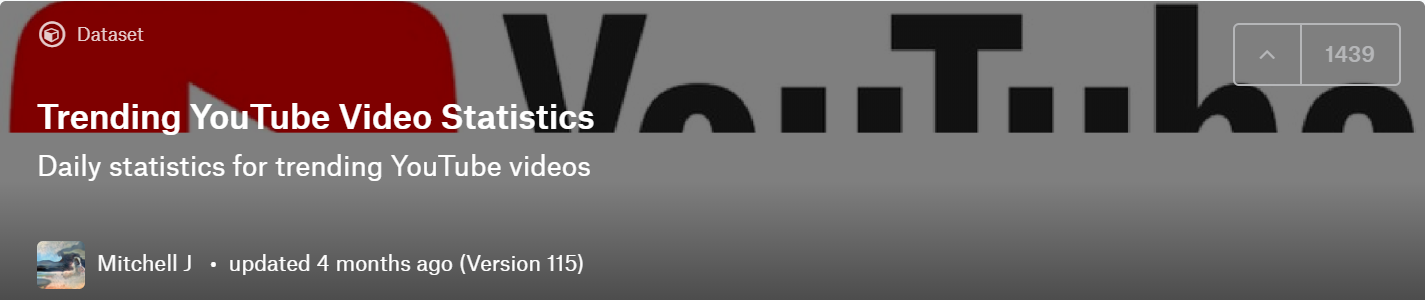 Dataset
1439
YouTube
Trending YouTube Video Statistics
Daily statistics for trending YouTube videos
Mitchell J • updated 4 months ago (Version 115)